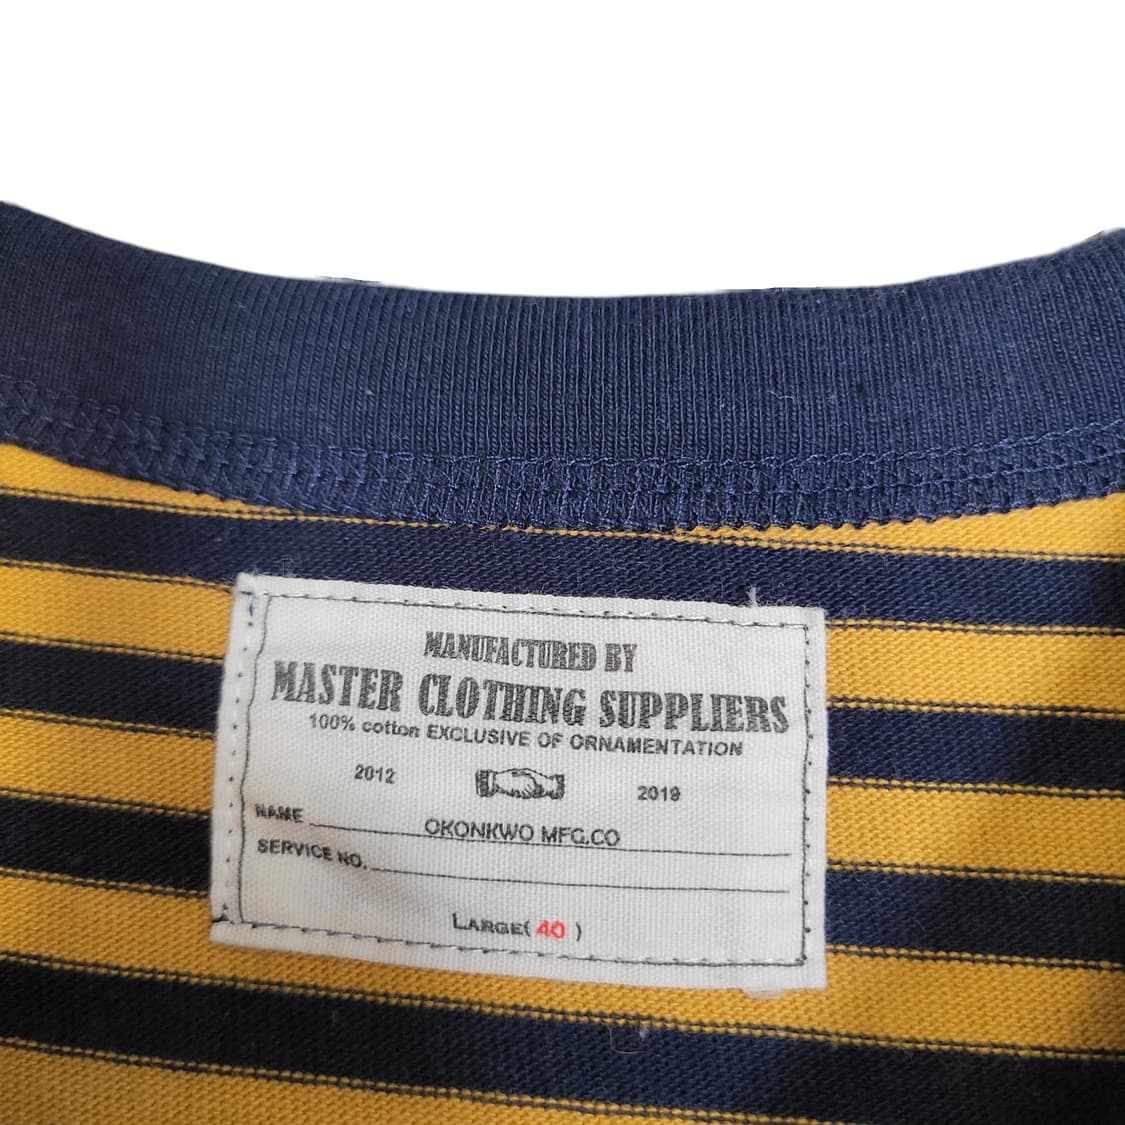 MANUFACTURED BY
MASTER CLOTHING SUPPLIERS
100% cotton EXCLUSIVE OF ORNAMENTATION
2012 2019
NAME OKONKWO MFG.CO
SERVICE NO.
LARGE( 40 )